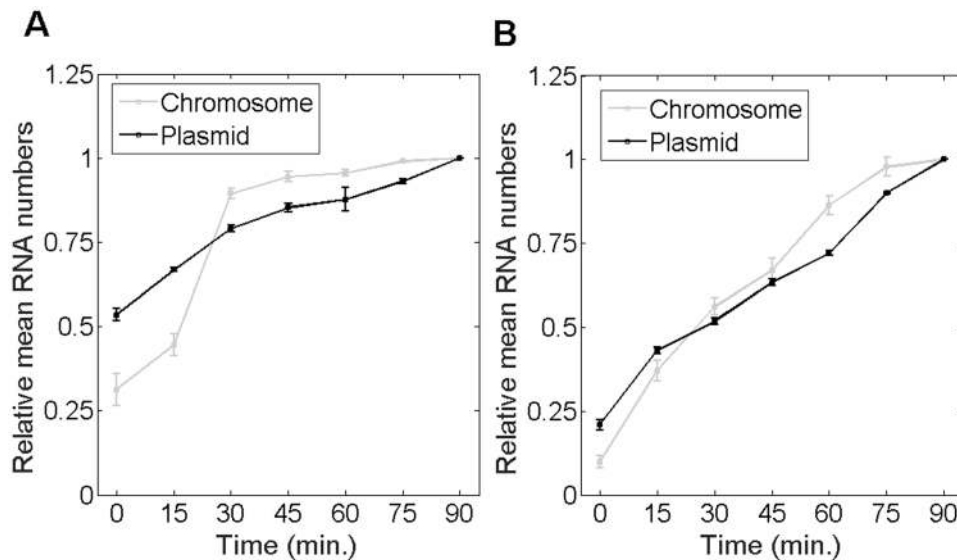 A
Relative mean RNA numbers
1.25
1
0.75
0.5
0.25
0
Chromosome
Plasmid
0 15 30 45 60 75 90
Time (min.)
B
Relative mean RNA numbers
1.25
1
0.75
0.5
0.25
0
Chromosome
Plasmid
0 15 30 45 60 75 90
Time (min.)